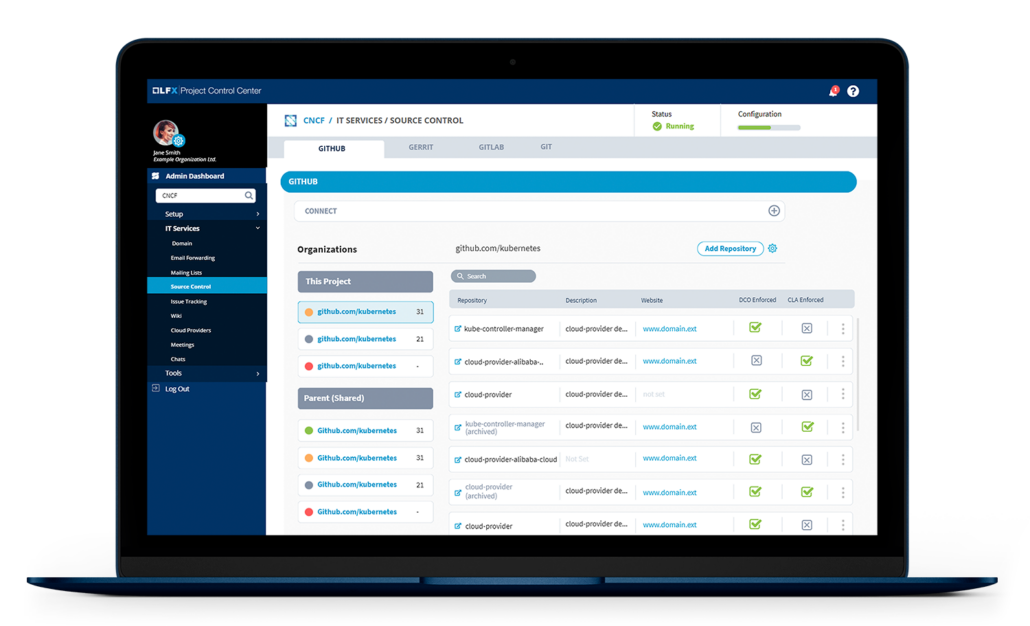 LFX Project Control Center
1
?
Jane Smith
Example Organization Ltd.
Admin Dashboard
CNCF
Setup
IT Services
Domain
Email Forwarding
Mailing Lists
Source Control
Issue Tracking
Wiki
Cloud Providers
Meetings
Chats
Tools
Log Out
CNCF / IT SERVICES / SOURCE CONTROL
Status
Running
Configuration
GITHUB
GERRIT
GITLAB
GIT
GITHUB
CONNECT
Organizations
This Project
github.com/kubernetes 31
github.com/kubernetes 21
github.com/kubernetes -
Parent (Shared)
Github.com/kubernetes 31
Github.com/kubernetes 31
Github.com/kubernetes 21
Github.com/kubernetes -
github.com/kubernetes
Add Repository
Search
Repository Description Website DCO Enforced CLA Enforced
kube-controller-manager cloud-provider de... www.domain.ext
cloud-provider-alibaba-.. cloud-provider de... www.domain.ext
cloud-provider cloud-provider de... not set
kube-controller-manager
(archived) cloud-provider de... www.domain.ext
cloud-provider-alibaba-cloud Not Set www.domain.ext
cloud-provider
(archived) cloud-provider de... www.domain.ext
cloud-provider cloud-provider de... www.domain.ext